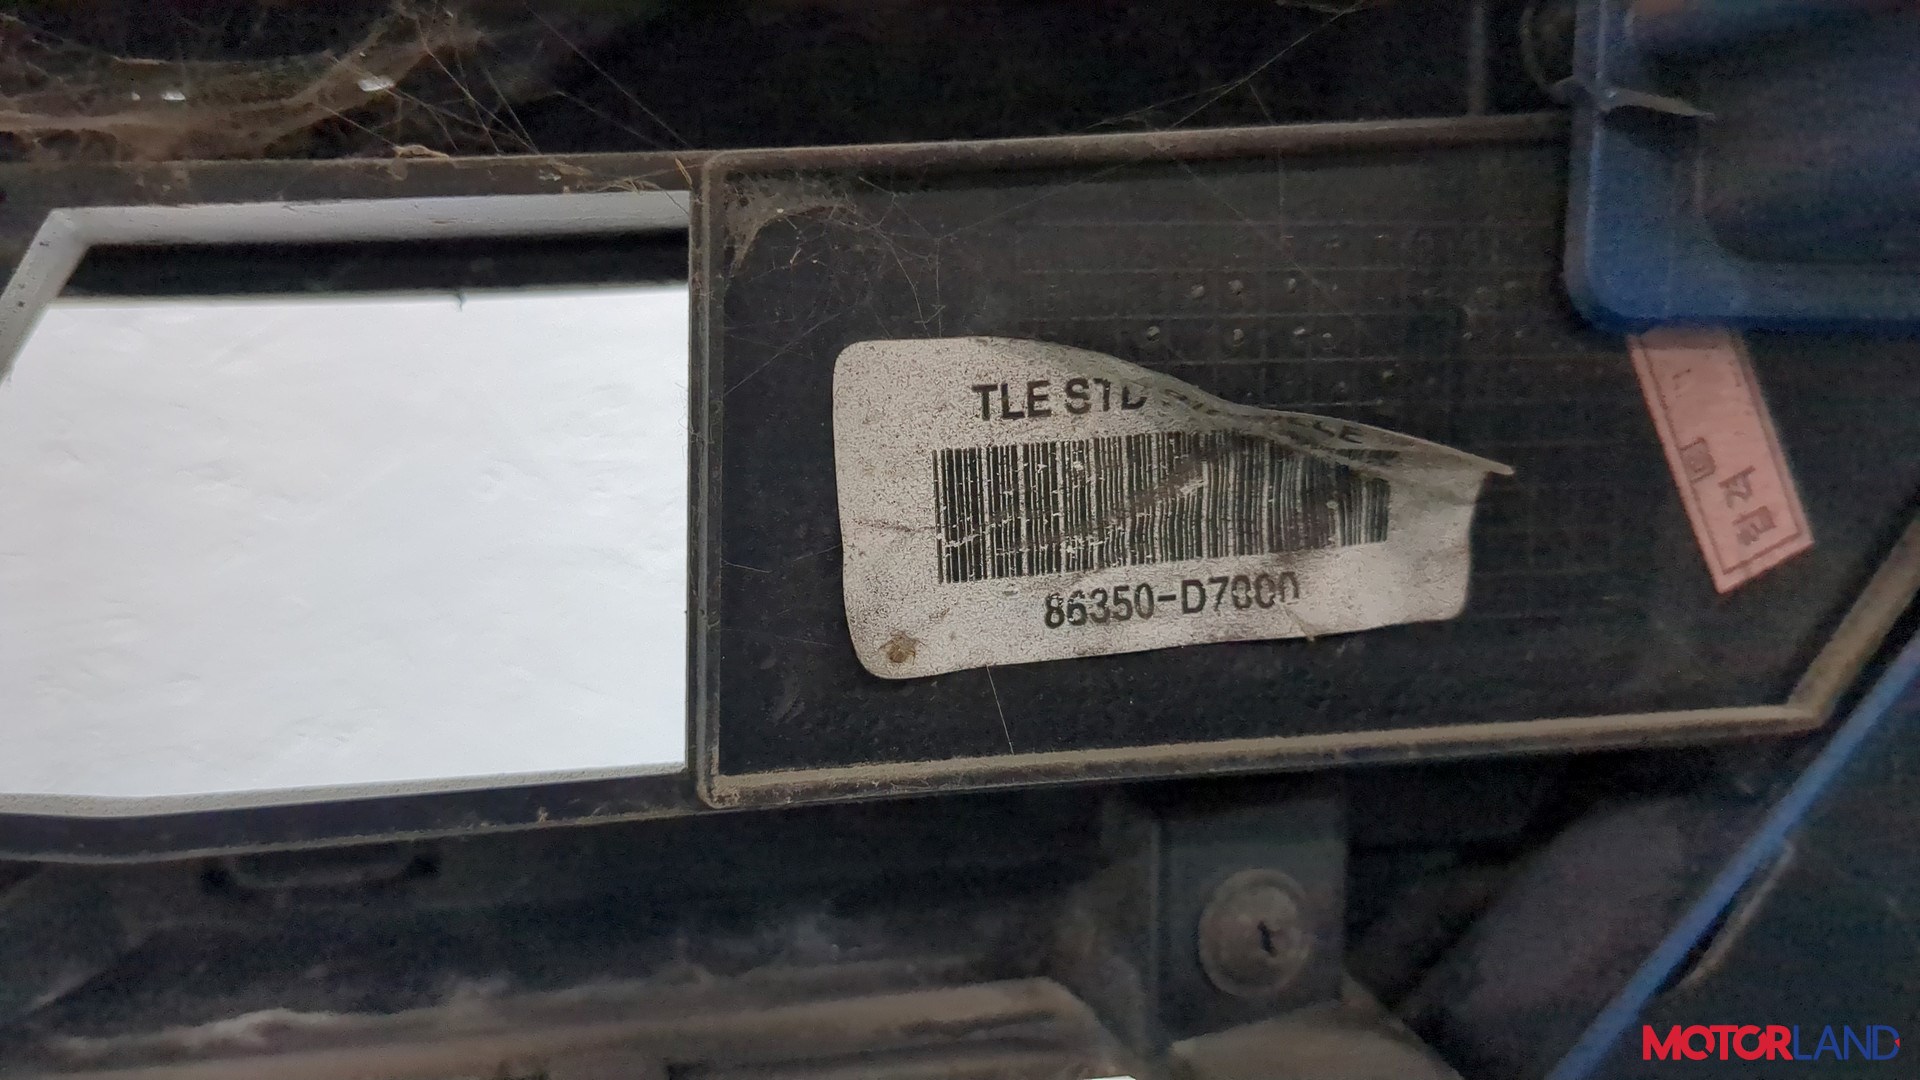 TLE STD
86350-D7000
MOTORLAND